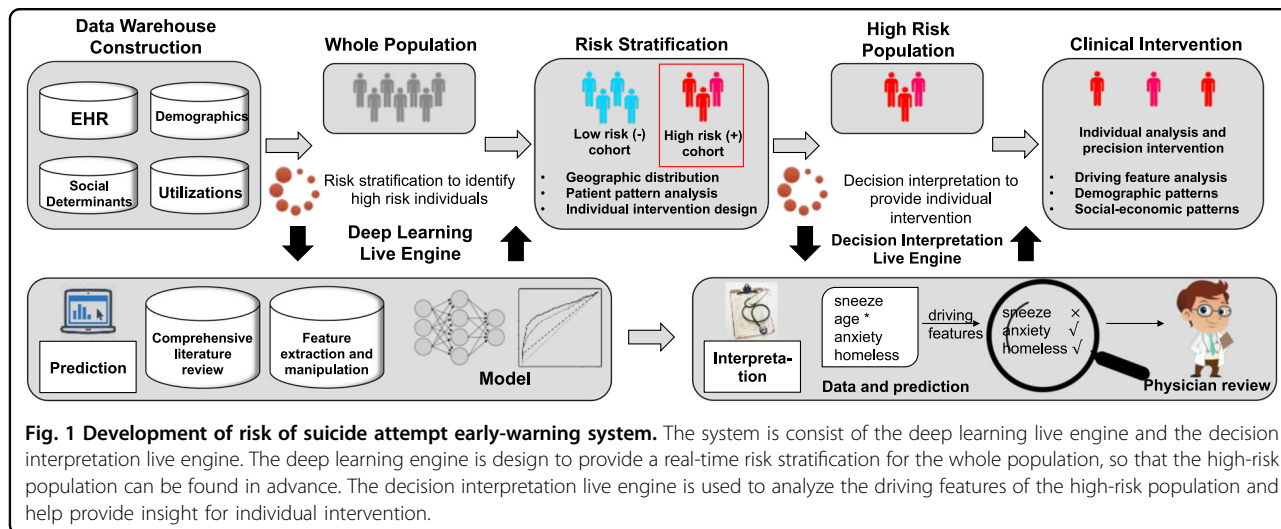 Data Warehouse
Construction
EHR
Demographics
Social
Determinants
Utilizations
Whole Population
Risk stratification to identify
high risk individuals
Deep Learning
Live Engine
Risk Stratification
Low risk (-)
cohort
High risk (+)
cohort
• Geographic distribution
• Patient pattern analysis
• Individual intervention design
High Risk
Population
Decision interpretation to
provide individual
intervention
Decision Interpretation
Live Engine
Clinical Intervention
Individual analysis and
precision intervention
• Driving feature analysis
• Demographic patterns
• Social-economic patterns
Prediction
Comprehensive
literature
review
Feature
extraction and
manipulation
Model
Interpreta-
tion
sneeze
age *
anxiety
homeless
driving
features
sneeze ×
anxiety √
homeless √
Data and prediction
Physician review
Fig. 1 Development of risk of suicide attempt early-warning system. The system is consist of the deep learning live engine and the decision
interpretation live engine. The deep learning engine is design to provide a real-time risk stratification for the whole population, so that the high-risk
population can be found in advance. The decision interpretation live engine is used to analyze the driving features of the high-risk population and
help provide insight for individual intervention.